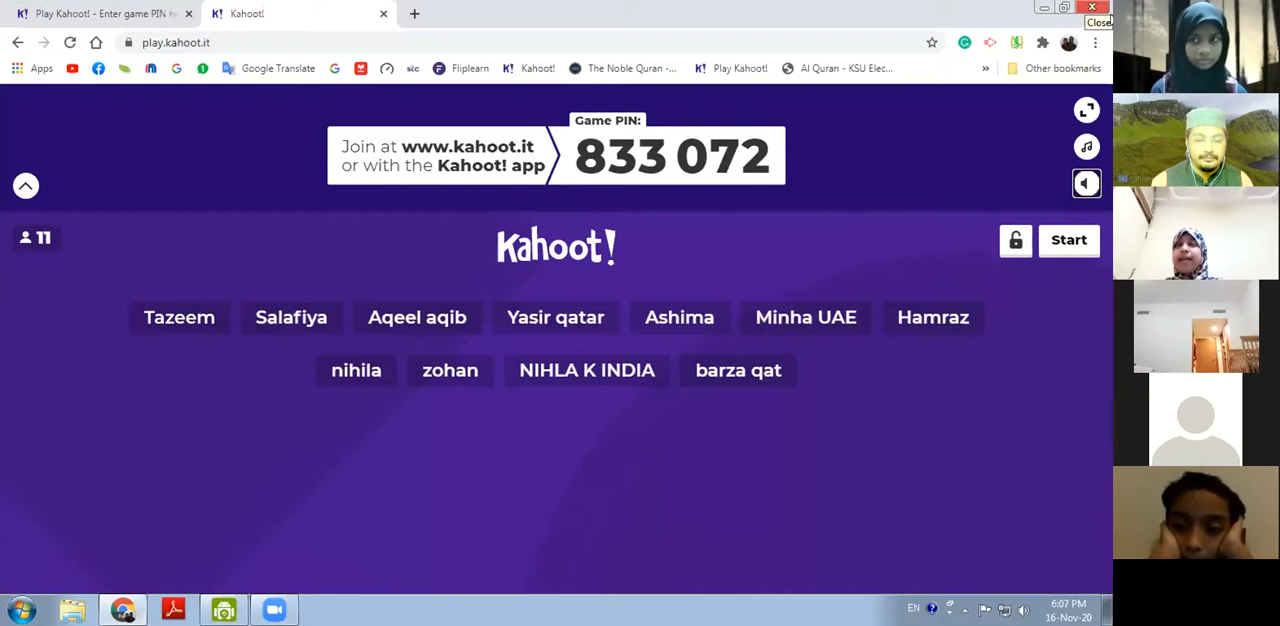 K! Play Kahoot! - Enter game PIN h
K! Kahoot!
Close
play.kahoot.it
Apps
Google Translate
stc
Fliplearn
K! Kahoot!
The Noble Quran -...
K! Play Kahoot!
Al Quran - KSU Elec...
»
Other bookmarks
Game PIN:
Join at www.kahoot.it
or with the Kahoot! app
833 072
11
Kahoot!
Start
Tazeem Salafiya Aqeel aqib Yasir qatar Ashima Minha UAE Hamraz
nihila zohan NIHLA K INDIA barza qat
EN
6:07 PM
16-Nov-20